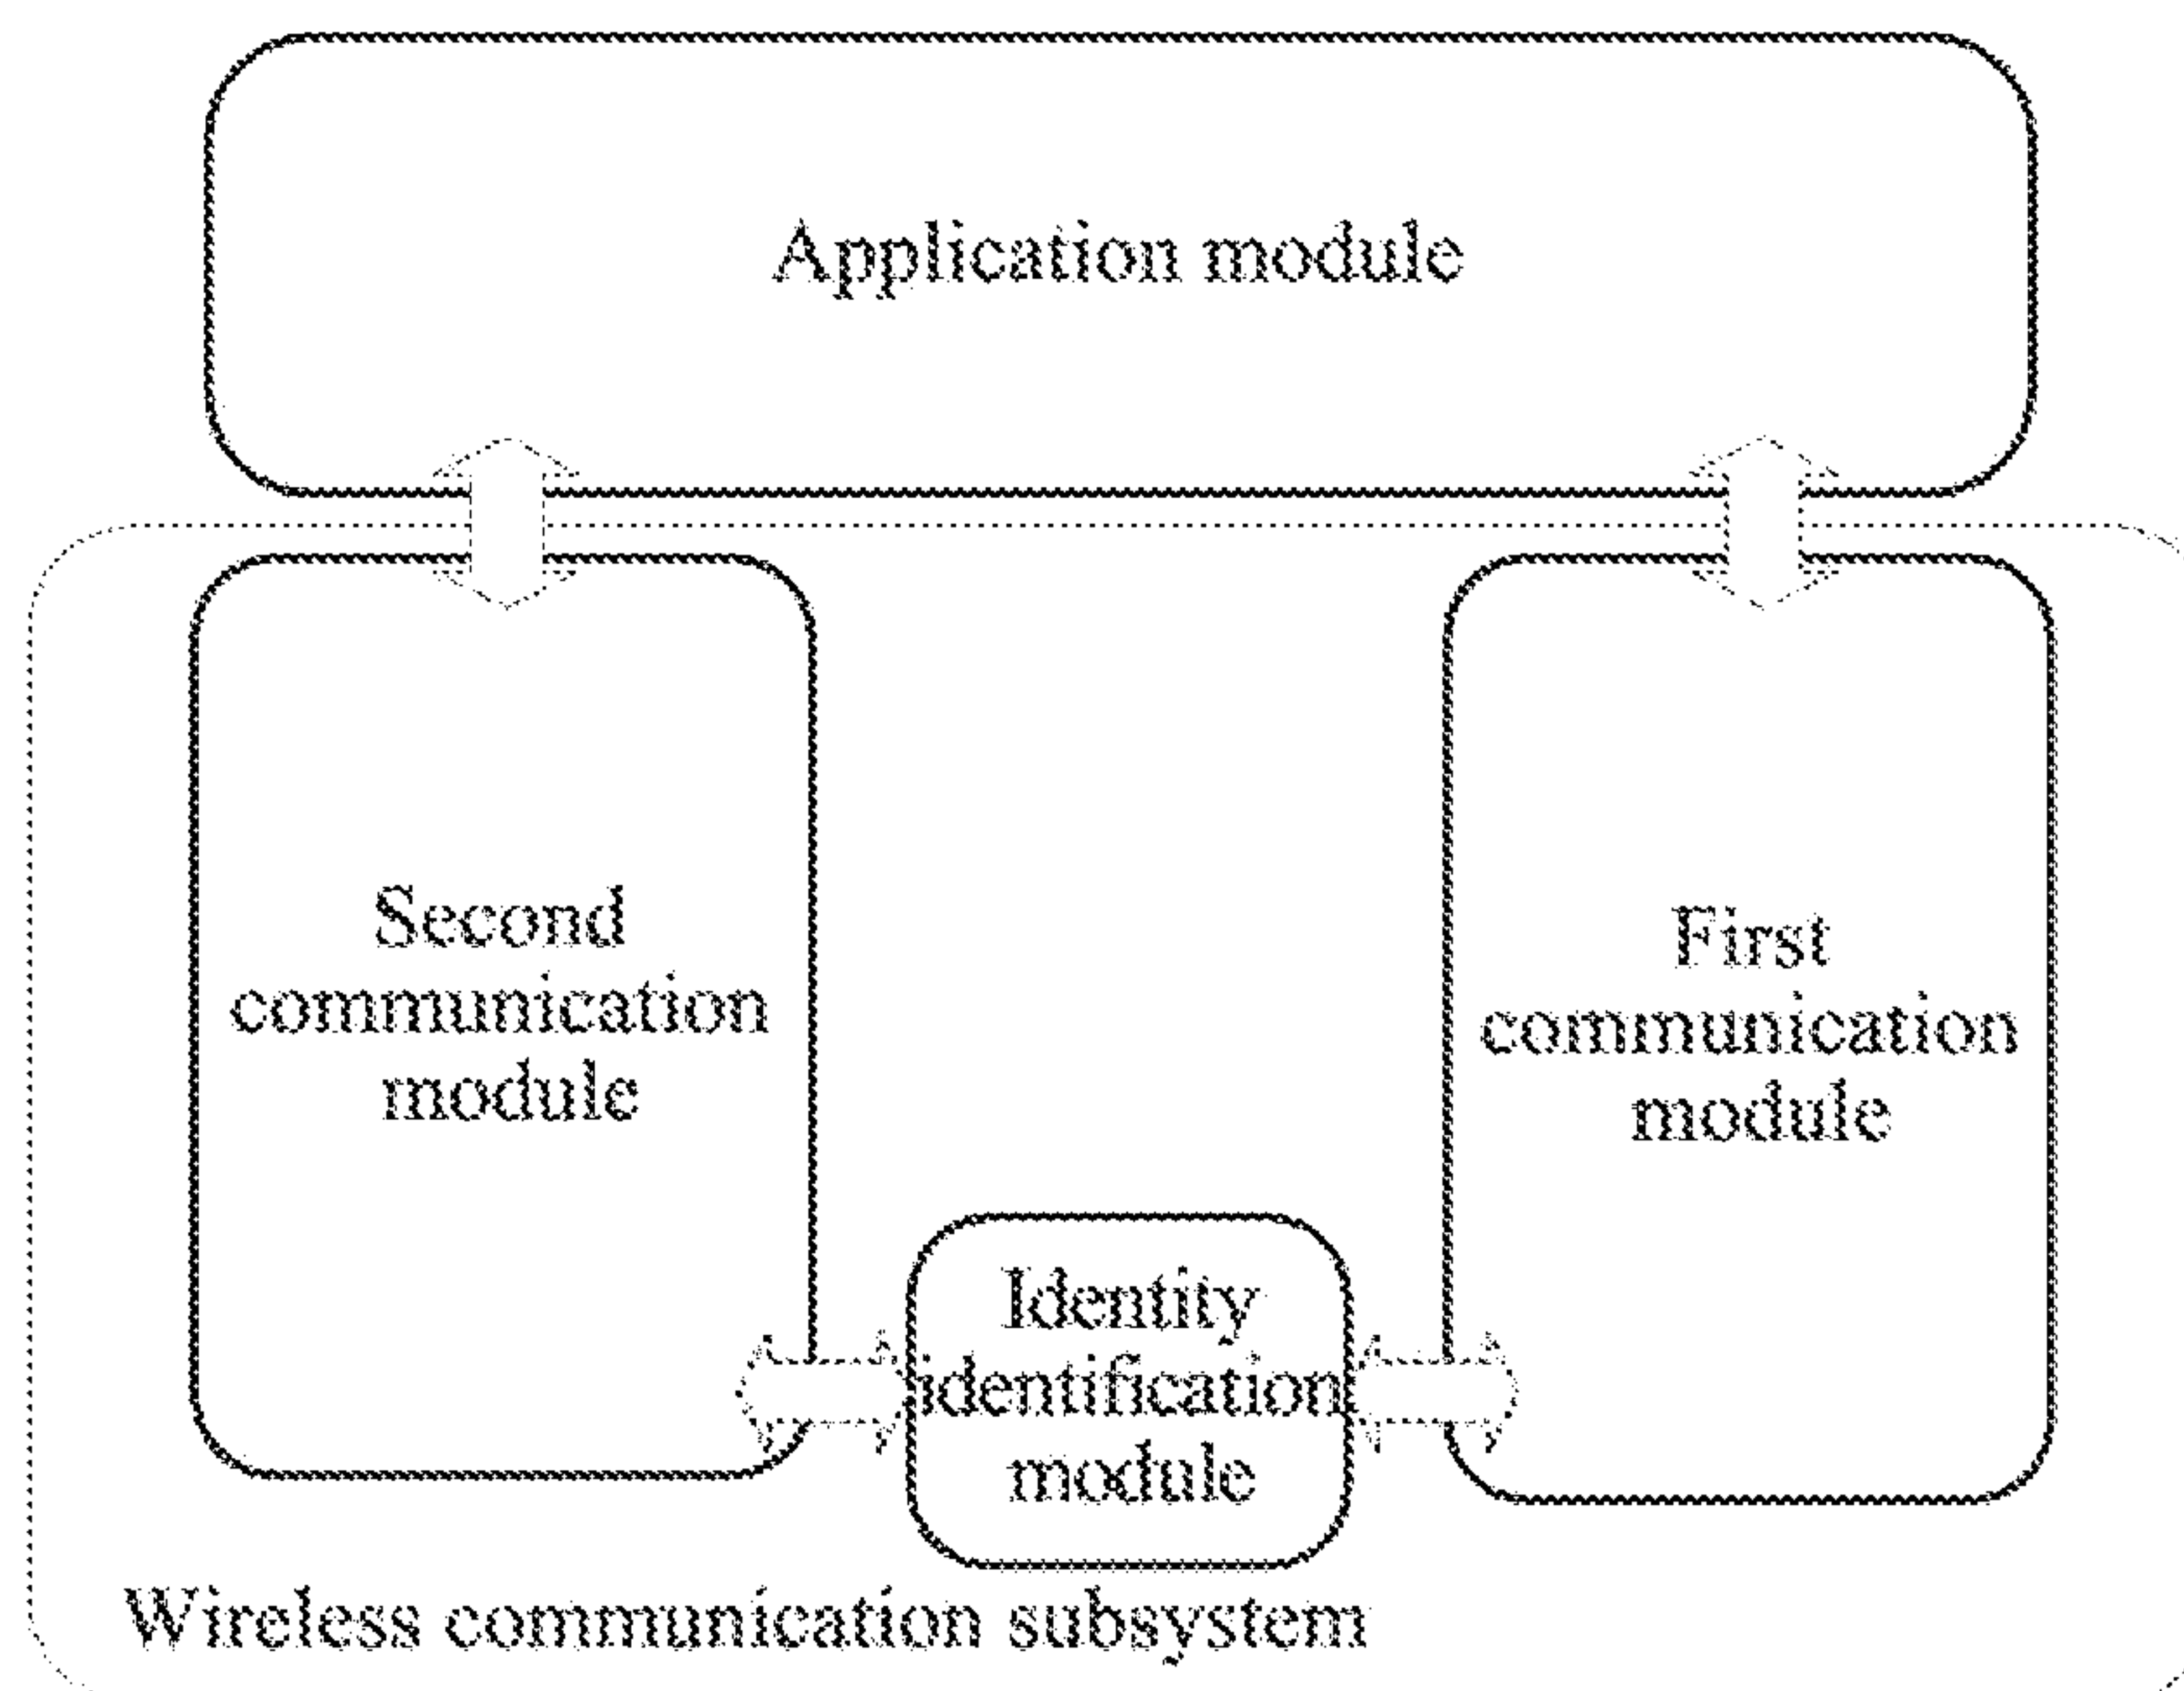 Application module
Second
communication
module
First
communication
module
Identity
identification
module
Wireless communication subsystem